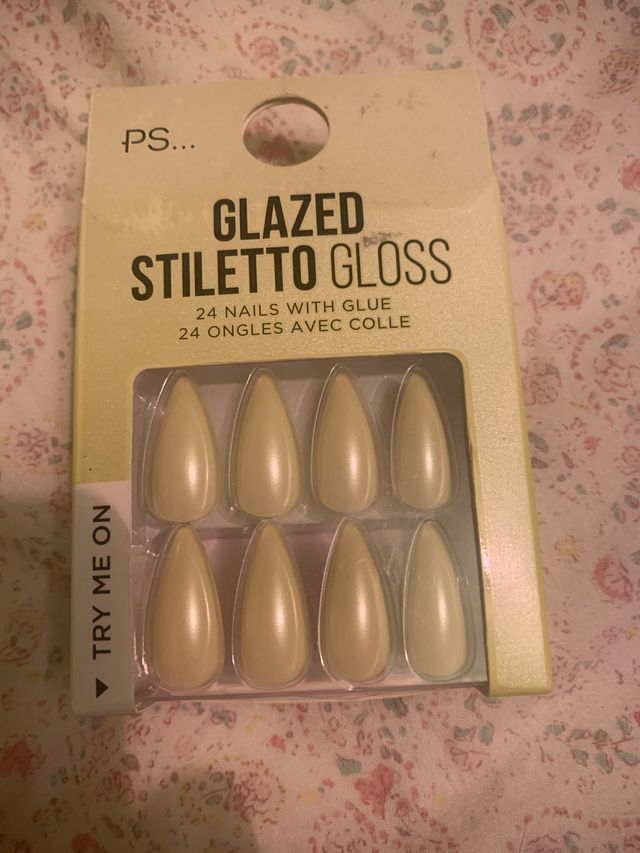 PS...
GLAZED
STILETTO GLOSS
24 NAILS WITH GLUE
24 ONGLES AVEC COLLE
TRY ME ON